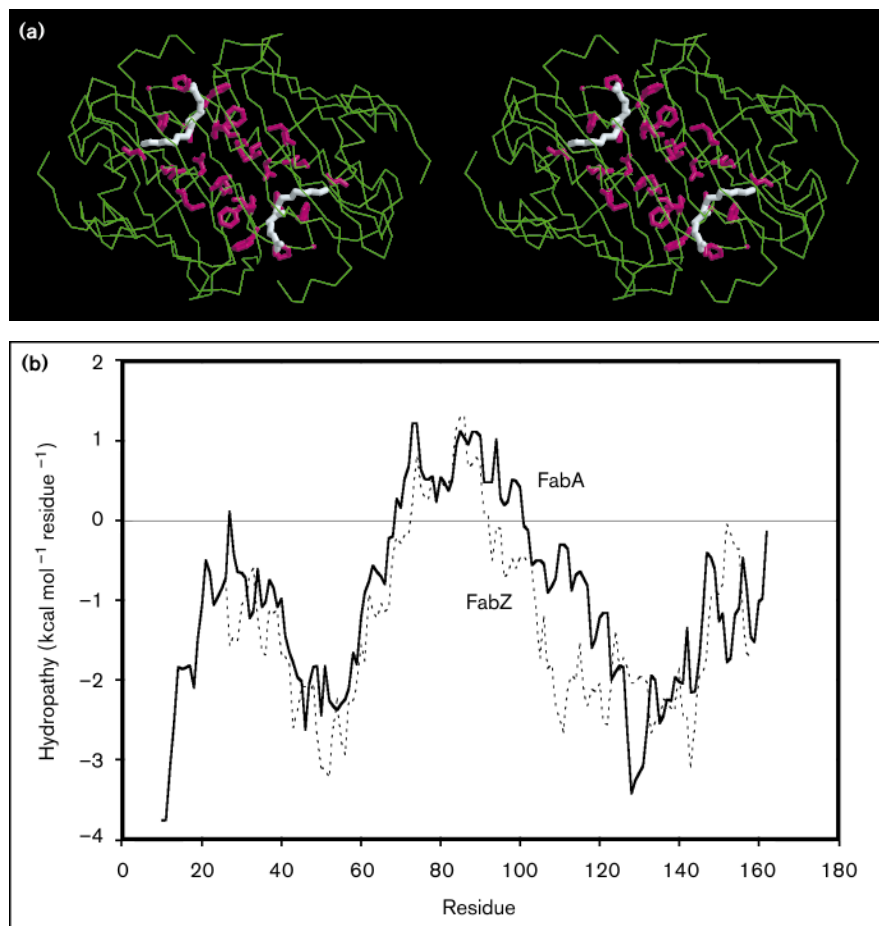 (a)
(b)
2
1
0
−1
−2
−3
−4
Hydropathy (kcal mol⁻¹ residue⁻¹)
FabA
FabZ
0 20 40 60 80 100 120 140 160 180
Residue